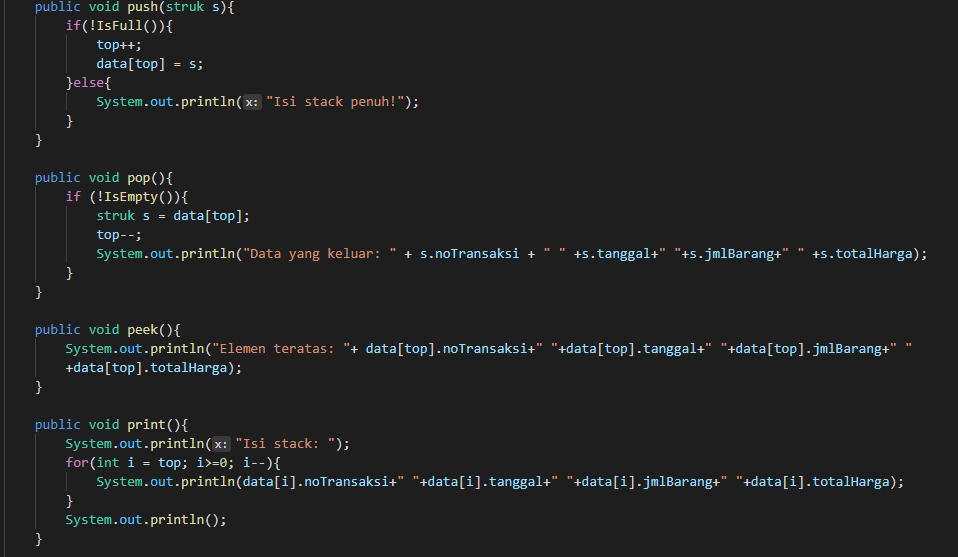 public void push(struk s){
if(!IsFull()){
top++;
data[top] = s;
}else{
System.out.println(x: "Isi stack penuh!");
}
}
public void pop(){
if (!IsEmpty()){
struk s = data[top];
top--;
System.out.println("Data yang keluar: " + s.noTransaksi + " " +s.tanggal+" "+s.jmlBarang+" " +s.totalHarga);
}
}
public void peek(){
System.out.println("Elemen teratas: "+ data[top].noTransaksi+" "+data[top].tanggal+" "+data[top].jmlBarang+" "
+data[top].totalHarga);
}
public void print(){
System.out.println(x: "Isi stack: ");
for(int i = top; i>=0; i--){
System.out.println(data[i].noTransaksi+" "+data[i].tanggal+" "+data[i].jmlBarang+" "+data[i].totalHarga);
}
System.out.println();
}